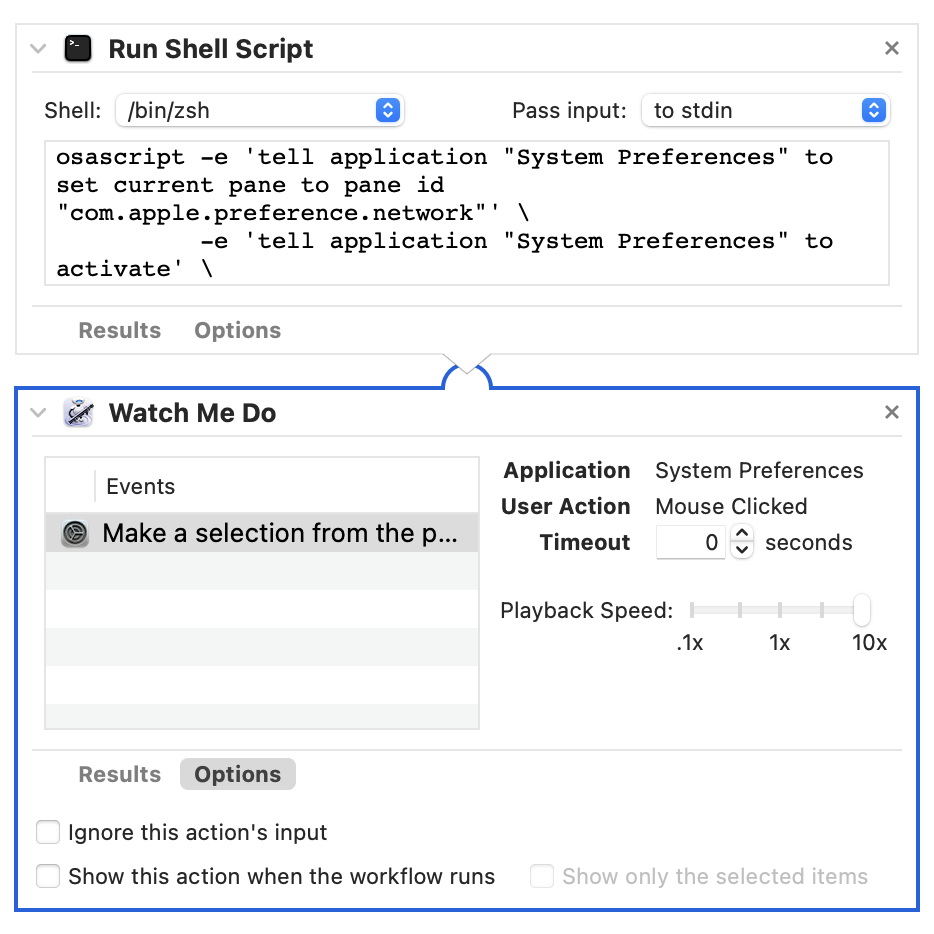 Run Shell Script
Shell: /bin/zsh Pass input: to stdin
osascript -e 'tell application "System Preferences" to
set current pane to pane id
"com.apple.preference.network"' \
-e 'tell application "System Preferences" to
activate' \
Results Options
Watch Me Do
Events
Make a selection from the p...
Application System Preferences
User Action Mouse Clicked
Timeout 0 seconds
Playback Speed:
.1x 1x 10x
Results Options
Ignore this action's input
Show this action when the workflow runs Show only the selected items